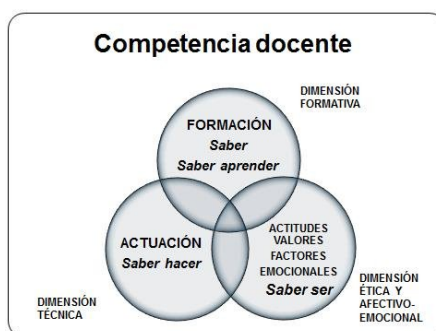 Competencia docente
DIMENSIÓN
FORMATIVA
FORMACIÓN
Saber
Saber aprender
ACTUACIÓN
Saber hacer
ACTITUDES
VALORES
FACTORES
EMOCIONALES
Saber ser
DIMENSIÓN
TÉCNICA
DIMENSIÓN
ÉTICA Y
AFECTIVO-
EMOCIONAL